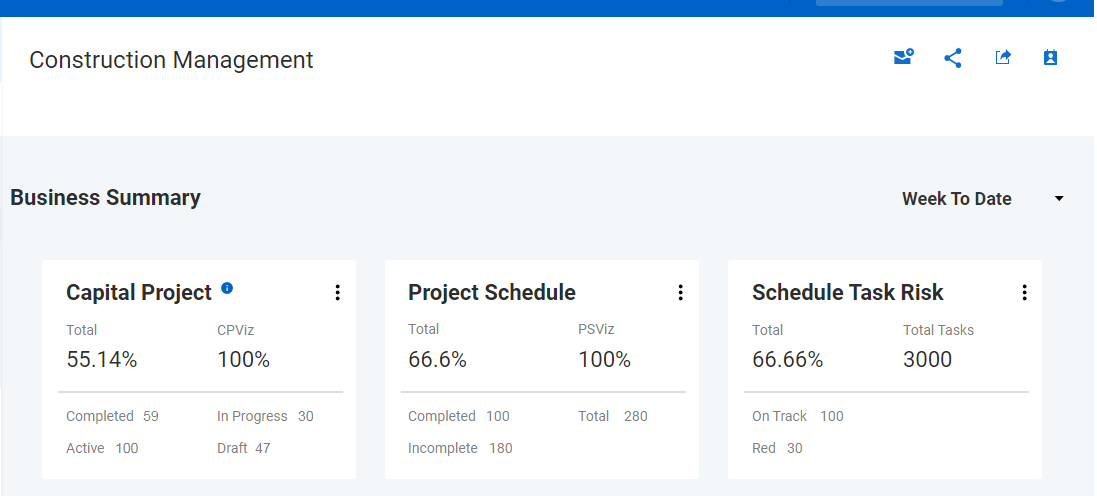 Construction Management
Business Summary
Week To Date
Capital Project
Total CPViz
55.14% 100%
Completed 59 In Progress 30
Active 100 Draft 47
Project Schedule
Total PSViz
66.6% 100%
Completed 100 Total 280
Incomplete 180
Schedule Task Risk
Total Total Tasks
66.66% 3000
On Track 100
Red 30